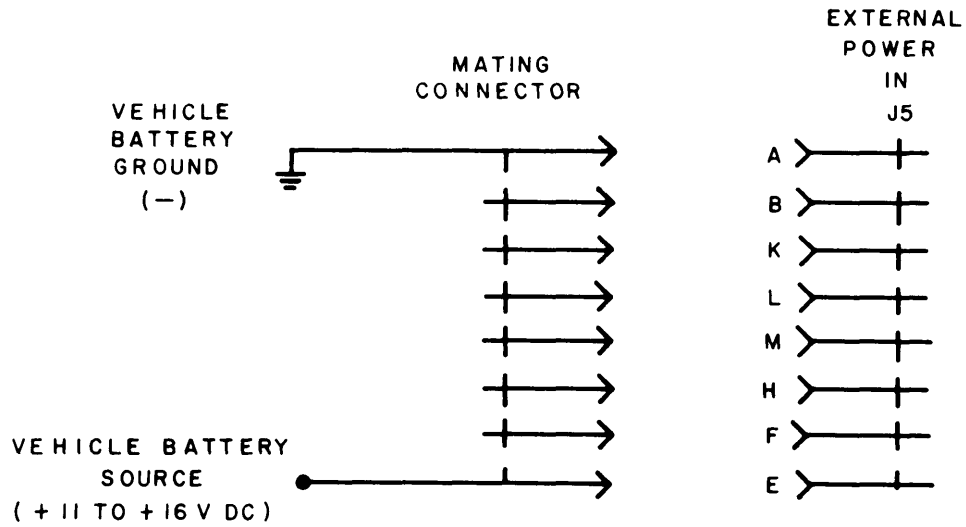 EXTERNAL
POWER
IN
J5
MATING
CONNECTOR
VEHICLE
BATTERY
GROUND
(–)
A
B
K
L
M
H
F
E
VEHICLE BATTERY
SOURCE
(+11 TO +16 V DC)